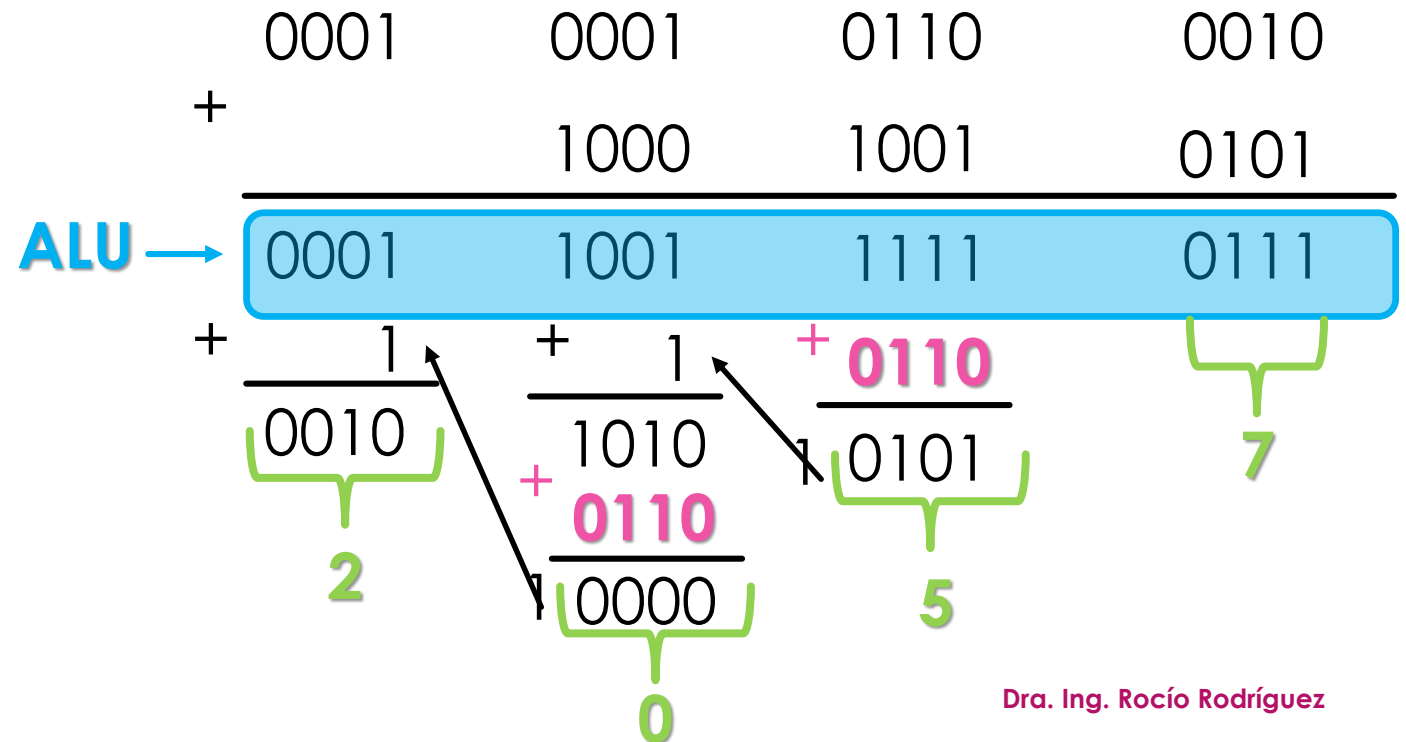 0001 0001 0110 0010
+
1000 1001 0101
ALU 0001 1001 1111 0111
+ 1 + 1 + 0110
0010 1010 1 0101 7
+ 0110
2 1 0000 5
0
Dra. Ing. Rocío Rodríguez